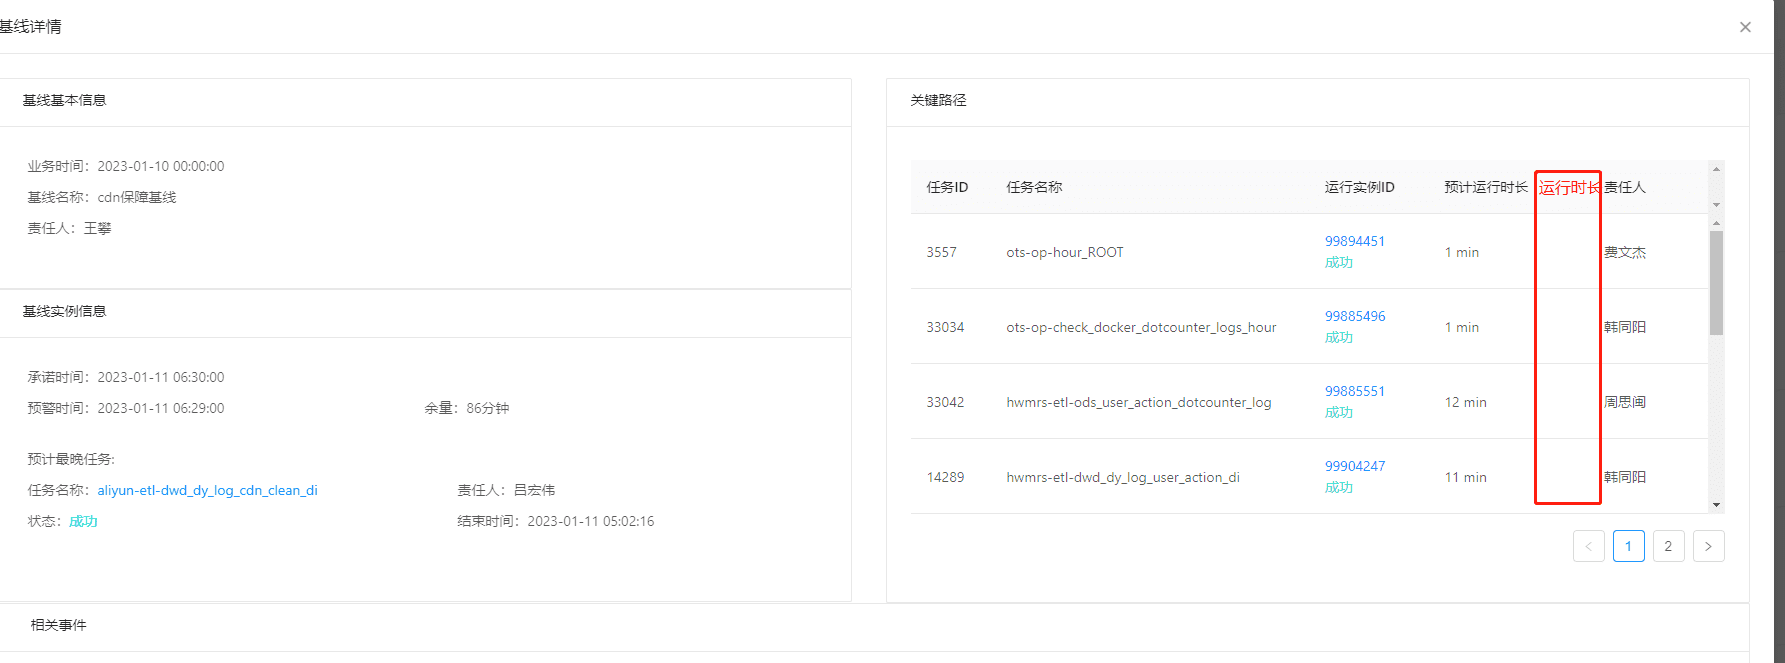 基线详情
基线基本信息
业务时间：2023-01-10 00:00:00
基线名称：cdn保障基线
责任人：王攀
基线实例信息
承诺时间：2023-01-11 06:30:00
预警时间：2023-01-11 06:29:00 余量：86分钟
预计最晚任务:
任务名称：aliyun-etl-dwd_dy_log_cdn_clean_di 责任人：吕宏伟
状态：成功 结束时间：2023-01-11 05:02:16
关键路径
任务ID 任务名称 运行实例ID 预计运行时长 运行时长 责任人
3557 ots-op-hour_ROOT 99894451 成功 1 min 费文杰
33034 ots-op-check_docker_dotcounter_logs_hour 99885496 成功 1 min 韩同阳
33042 hwmrs-etl-ods_user_action_dotcounter_log 99885551 成功 12 min 周思闽
14289 hwmrs-etl-dwd_dy_log_user_action_di 99904247 成功 11 min 韩同阳
< 1 2 >
相关事件